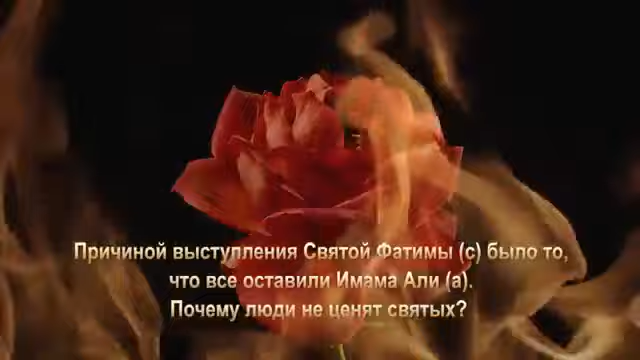 Причиной выступления Святой Фатимы (с) было то,
что все оставили Имама Али (а).
Почему люди не ценят святых?